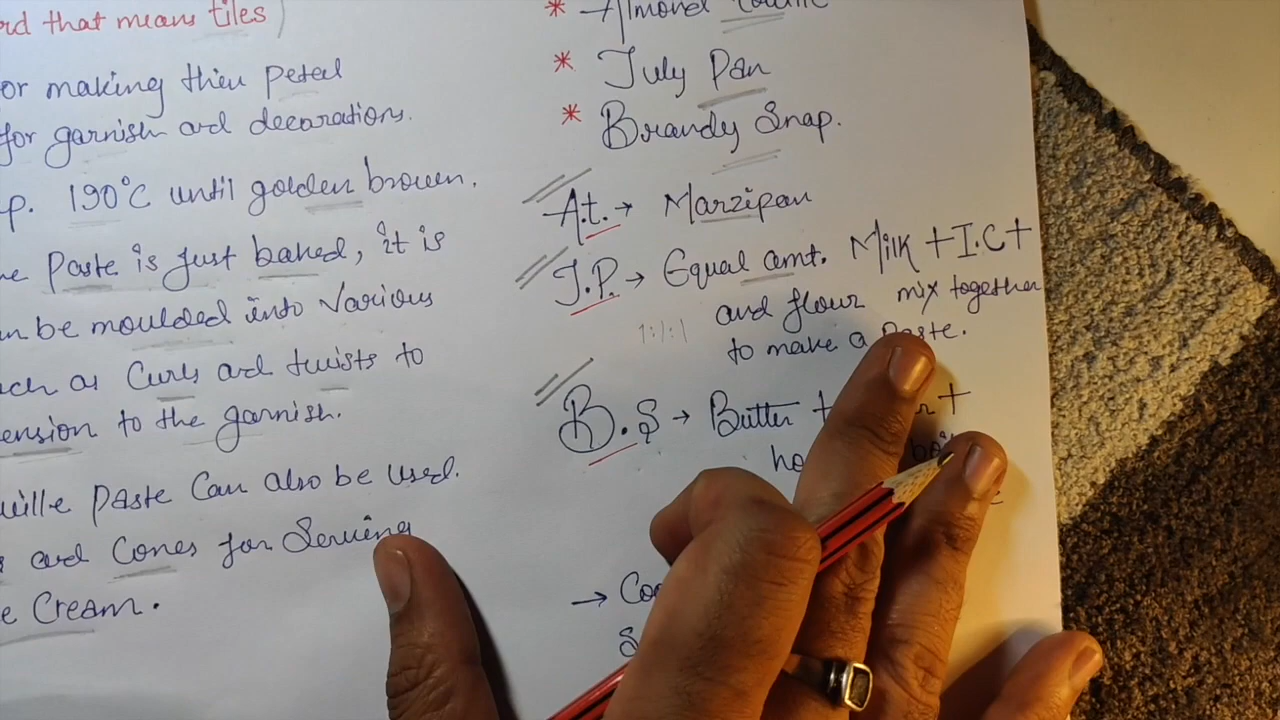 rd that means tiles)
or making thin Peted
for garnish and decorations.
p. 190°C until golden brown.
Paste is Just baked, it is
n be moulded into Various
ch as Curls and twists to
ension to the garnish.
uille Paste Can also be used.
and Cones for Serving
e Cream.
* Almond
* July Pan
* Brandy Snap.
A.t. → Marzipan
J.P. → Equal amt. Milk + I.C +
and flour mix together
1:1:1
to make a Paste.
B.S → Butter + +
→